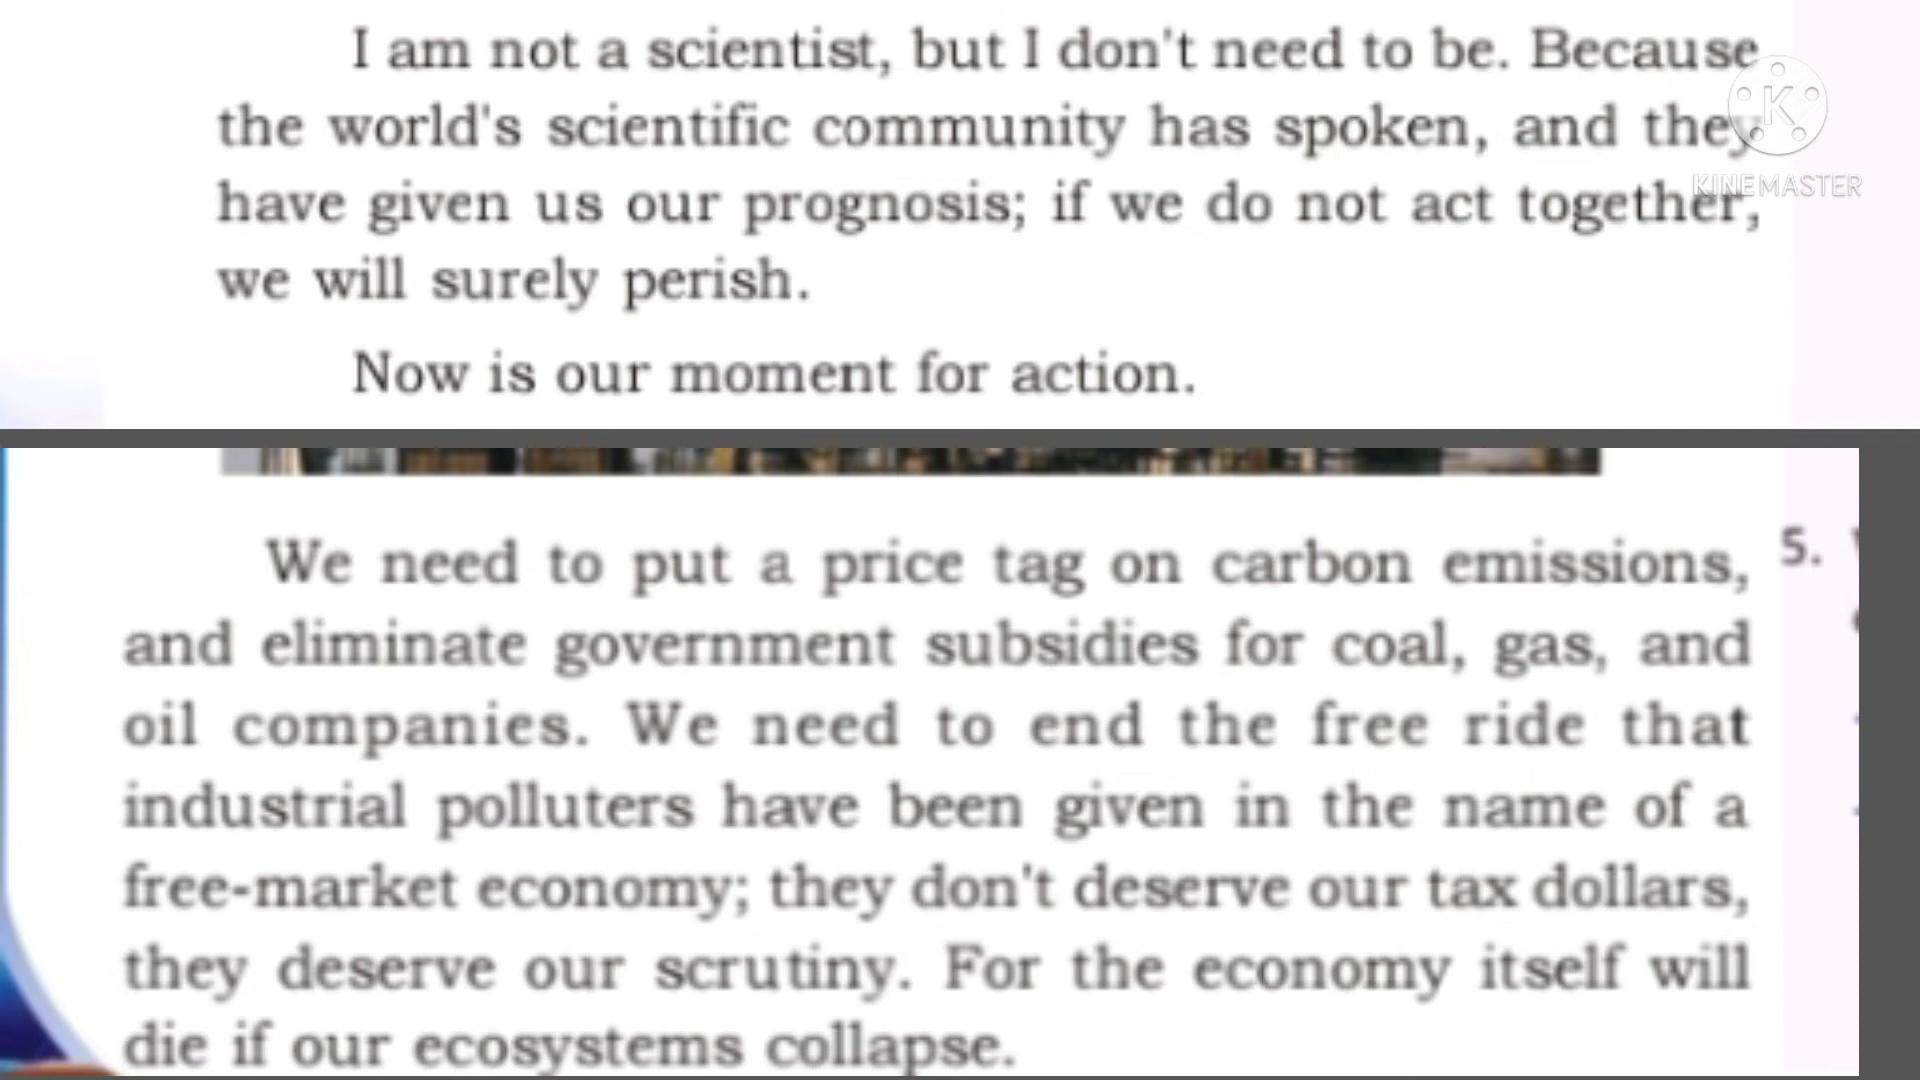 I am not a scientist, but I don't need to be. Because
the world's scientific community has spoken, and they
have given us our prognosis; if we do not act together,
we will surely perish.
Now is our moment for action.
K
KINEMASTER
We need to put a price tag on carbon emissions,
and eliminate government subsidies for coal, gas, and
oil companies. We need to end the free ride that
industrial polluters have been given in the name of a
free-market economy; they don't deserve our tax dollars,
they deserve our scrutiny. For the economy itself will
die if our ecosystems collapse.
5.